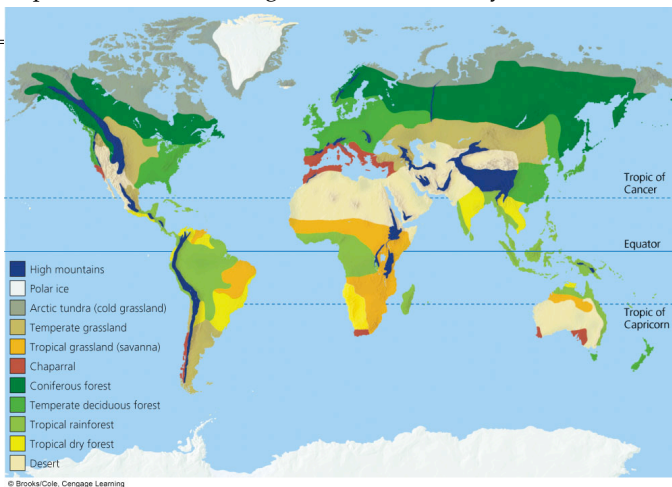 Tropic of
Cancer
Equator
High mountains
Polar ice
Arctic tundra (cold grassland)
Temperate grassland
Tropical grassland (savanna)
Chaparral
Coniferous forest
Temperate deciduous forest
Tropical rainforest
Tropical dry forest
Desert
Tropic of
Capricorn
© Brooks/Cole, Cengage Learning